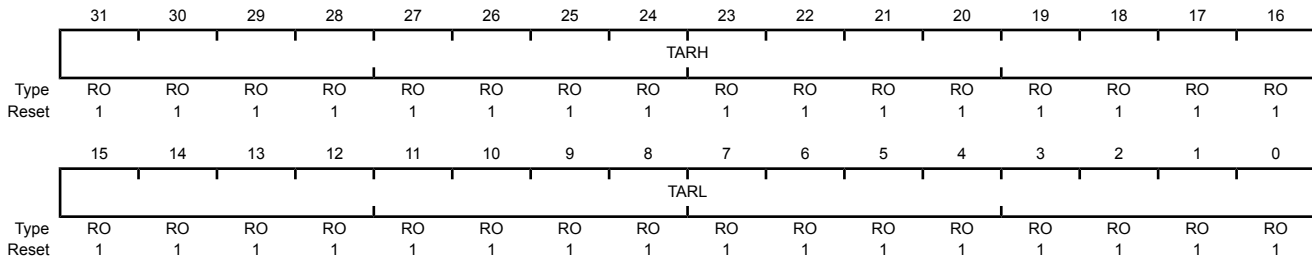 31 30 29 28 27 26 25 24 23 22 21 20 19 18 17 16
TARH
Type RO RO RO RO RO RO RO RO RO RO RO RO RO RO RO RO
Reset 1 1 1 1 1 1 1 1 1 1 1 1 1 1 1 1
15 14 13 12 11 10 9 8 7 6 5 4 3 2 1 0
TARL
Type RO RO RO RO RO RO RO RO RO RO RO RO RO RO RO RO
Reset 1 1 1 1 1 1 1 1 1 1 1 1 1 1 1 1